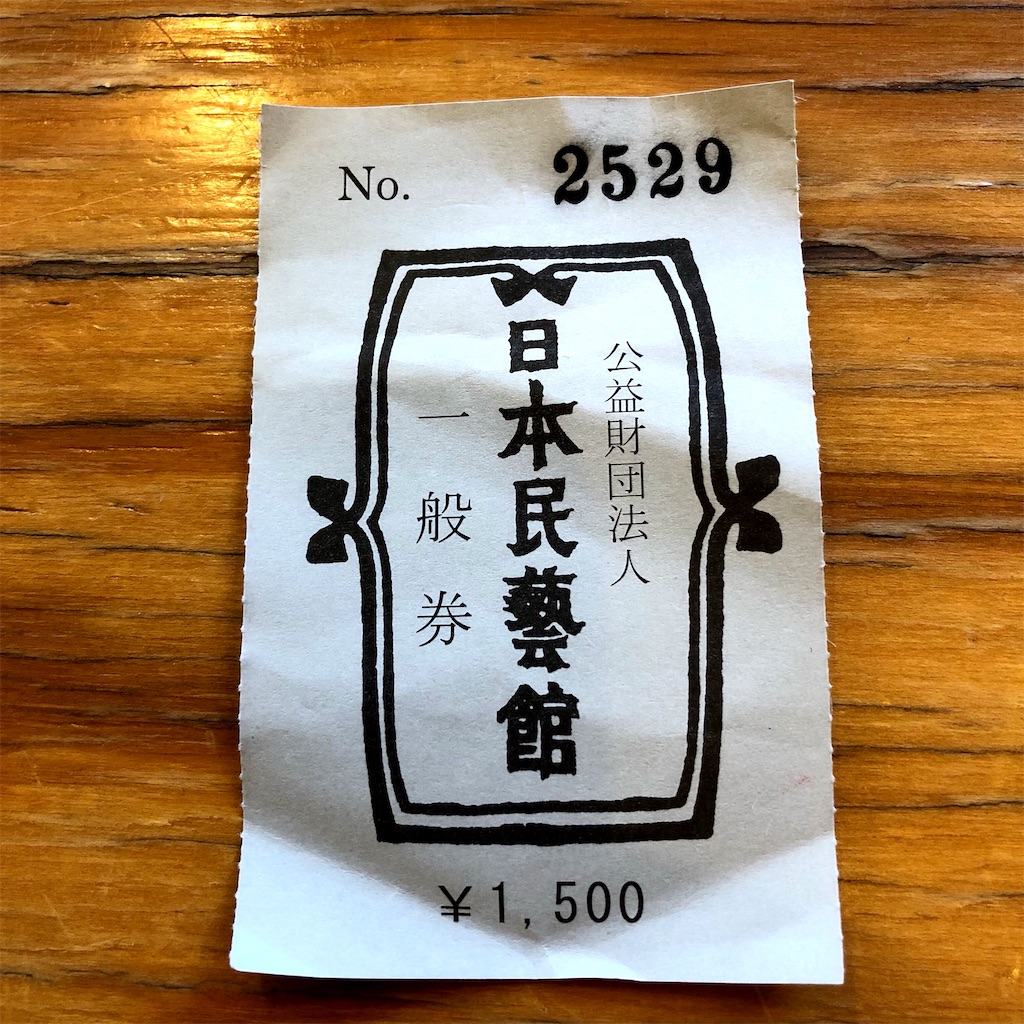 No. 2529
公益財団法人
日本民藝館
一般券
¥1,500